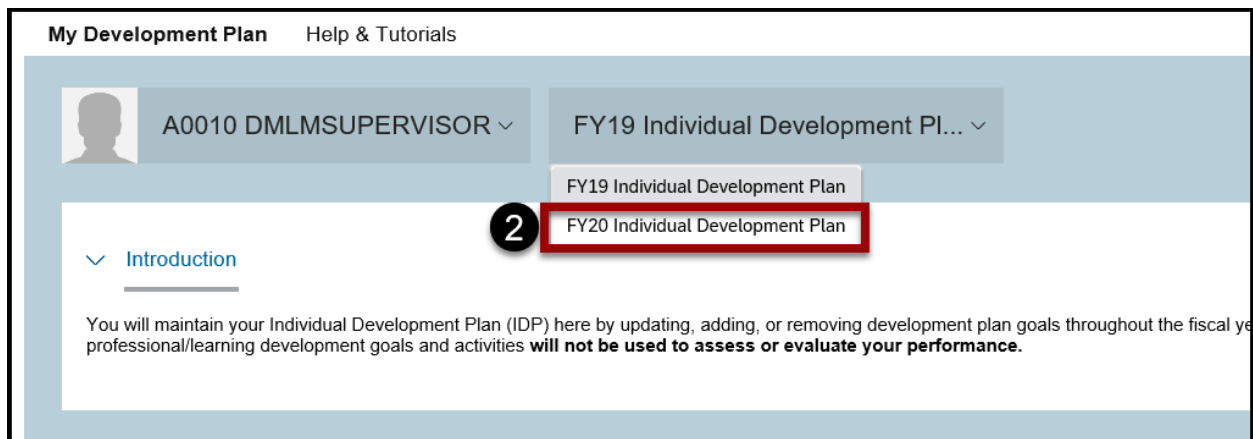 My Development Plan Help & Tutorials
A0010 DMLMSUPERVISOR FY19 Individual Development Pl...
FY19 Individual Development Plan
2 FY20 Individual Development Plan
Introduction
You will maintain your Individual Development Plan (IDP) here by updating, adding, or removing development plan goals throughout the fiscal ye
professional/learning development goals and activities will not be used to assess or evaluate your performance.